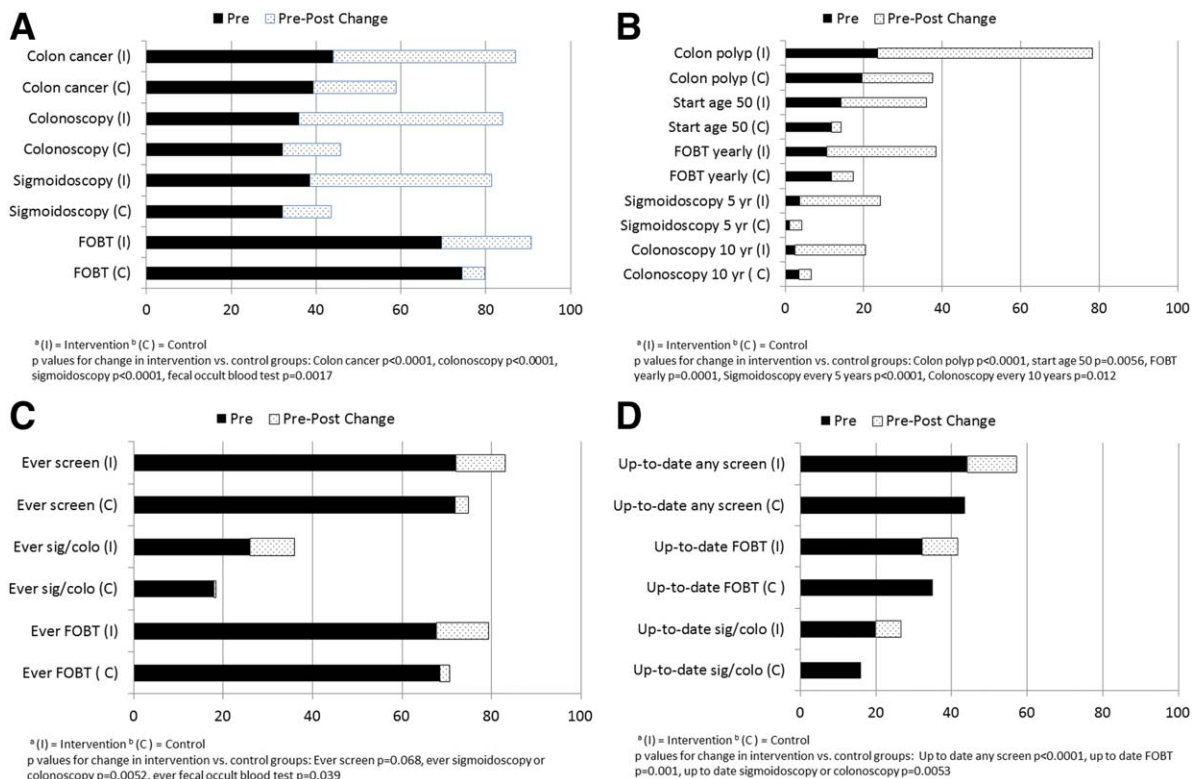 A
Pre Pre-Post Change
Colon cancer (I)
Colon cancer (C)
Colonoscopy (I)
Colonoscopy (C)
Sigmoidoscopy (I)
Sigmoidoscopy (C)
FOBT (I)
FOBT (C)
0 20 40 60 80 100
a (I) = Intervention b (C) = Control
p values for change in intervention vs. control groups: Colon cancer p<0.0001, colonoscopy p<0.0001,
sigmoidoscopy p<0.0001, fecal occult blood test p=0.0017
B
Pre Pre-Post Change
Colon polyp (I)
Colon polyp (C)
Start age 50 (I)
Start age 50 (C)
FOBT yearly (I)
FOBT yearly (C)
Sigmoidoscopy 5 yr (I)
Sigmoidoscopy 5 yr (C)
Colonoscopy 10 yr (I)
Colonoscopy 10 yr ( C)
0 20 40 60 80 100
a (I) = Intervention b (C) = Control
p values for change in intervention vs. control groups: Colon polyp p<0.0001, start age 50 p=0.0056, FOBT
yearly p=0.0001, Sigmoidoscopy every 5 years p<0.0001, Colonoscopy every 10 years p=0.012
C
Pre Pre-Post Change
Ever screen (I)
Ever screen (C)
Ever sig/colo (I)
Ever sig/colo (C)
Ever FOBT (I)
Ever FOBT ( C)
0 20 40 60 80 100
a (I) = Intervention b (C ) = Control
p values for change in intervention vs. control groups: Ever screen p=0.068, ever sigmoidoscopy or
colonoscopy p=0.0052, ever fecal occult blood test p=0.039
D
Pre Pre-Post Change
Up-to-date any screen (I)
Up-to-date any screen (C)
Up-to-date FOBT (I)
Up-to-date FOBT (C )
Up-to-date sig/colo (I)
Up-to-date sig/colo (C)
0 20 40 60 80 100
a (I) = Intervention b (C ) = Control
p values for change in intervention vs. control groups: Up to date any screen p<0.0001, up to date FOBT
p=0.001, up to date sigmoidoscopy or colonoscopy p=0.0053